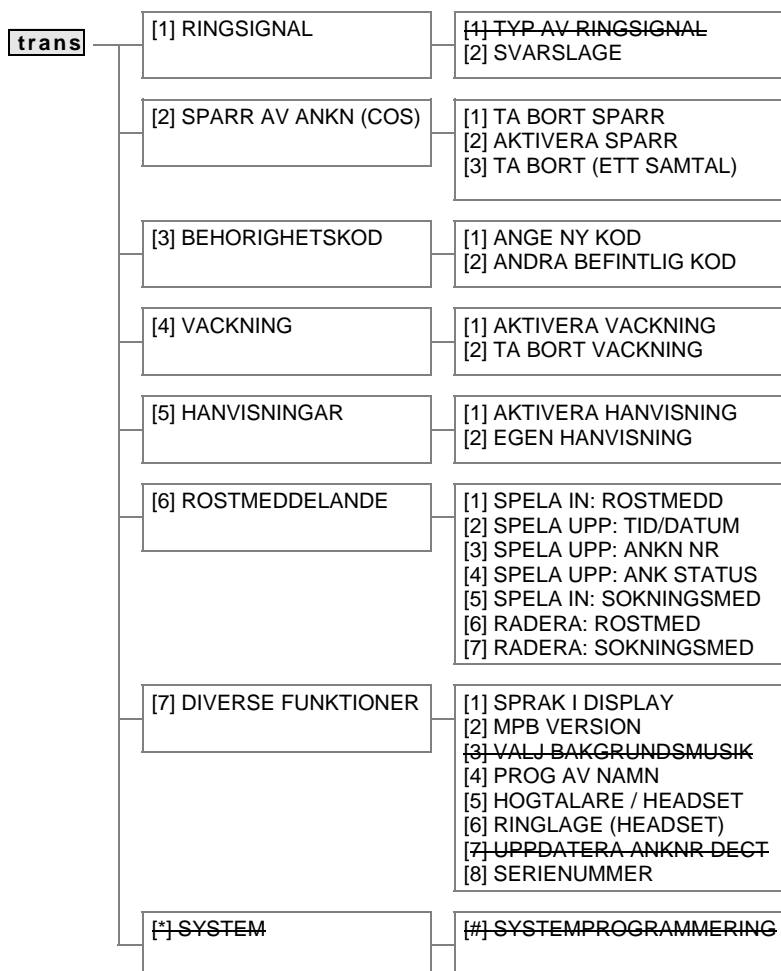 trans
[1] RINGSIGNAL
[1] TYP AV RINGSIGNAL
[2] SVARSLAGE
[2] SPARR AV ANKN (COS)
[1] TA BORT SPARR
[2] AKTIVERA SPARR
[3] TA BORT (ETT SAMTAL)
[3] BEHORIGHETSKOD
[1] ANGE NY KOD
[2] ANDRA BEFINTLIG KOD
[4] VACKNING
[1] AKTIVERA VACKNING
[2] TA BORT VACKNING
[5] HANVISNINGAR
[1] AKTIVERA HANVISNING
[2] EGEN HANVISNING
[6] ROSTMEDDELANDE
[1] SPELA IN: ROSTMEDD
[2] SPELA UPP: TID/DATUM
[3] SPELA UPP: ANKN NR
[4] SPELA UPP: ANK STATUS
[5] SPELA IN: SOKNINGSMED
[6] RADERA: ROSTMED
[7] RADERA: SOKNINGSMED
[7] DIVERSE FUNKTIONER
[1] SPRAK I DISPLAY
[2] MPB VERSION
[3] VALJ BAKGRUNDSMUSIK
[4] PROG AV NAMN
[5] HOGTALARE / HEADSET
[6] RINGLAGE (HEADSET)
[7] UPPDATERA ANKNR DECT
[8] SERIENUMMER
[*] SYSTEM
[#] SYSTEMPROGRAMMERING